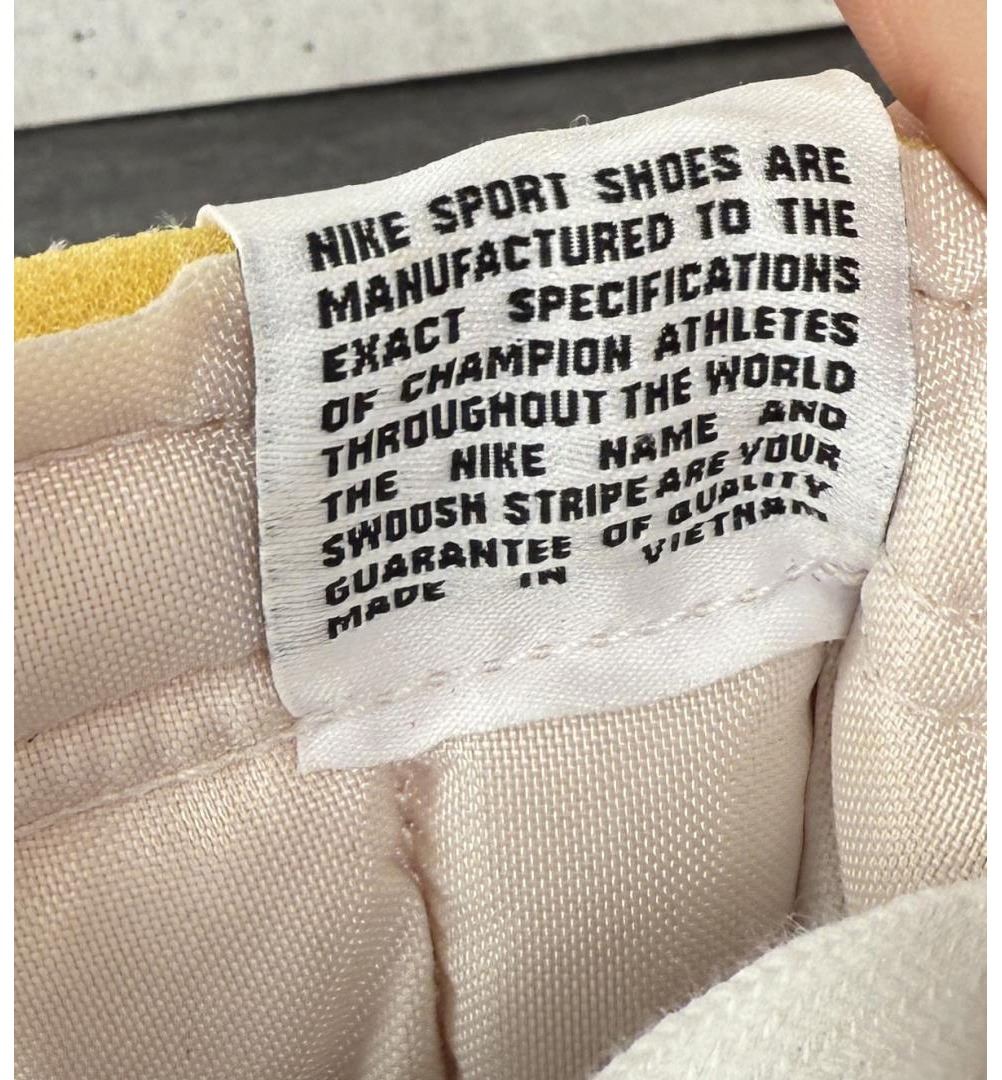 NIKE SPORT SHOES ARE
MANUFACTURED TO THE
EXACT SPECIFICATIONS
OF CHAMPION ATHLETES
THROUGHOUT THE WORLD
THE NIKE NAME AND
SWOOSH STRIPE ARE YOUR
GUARANTEE OF QUALITY
MADE IN VIETNAM